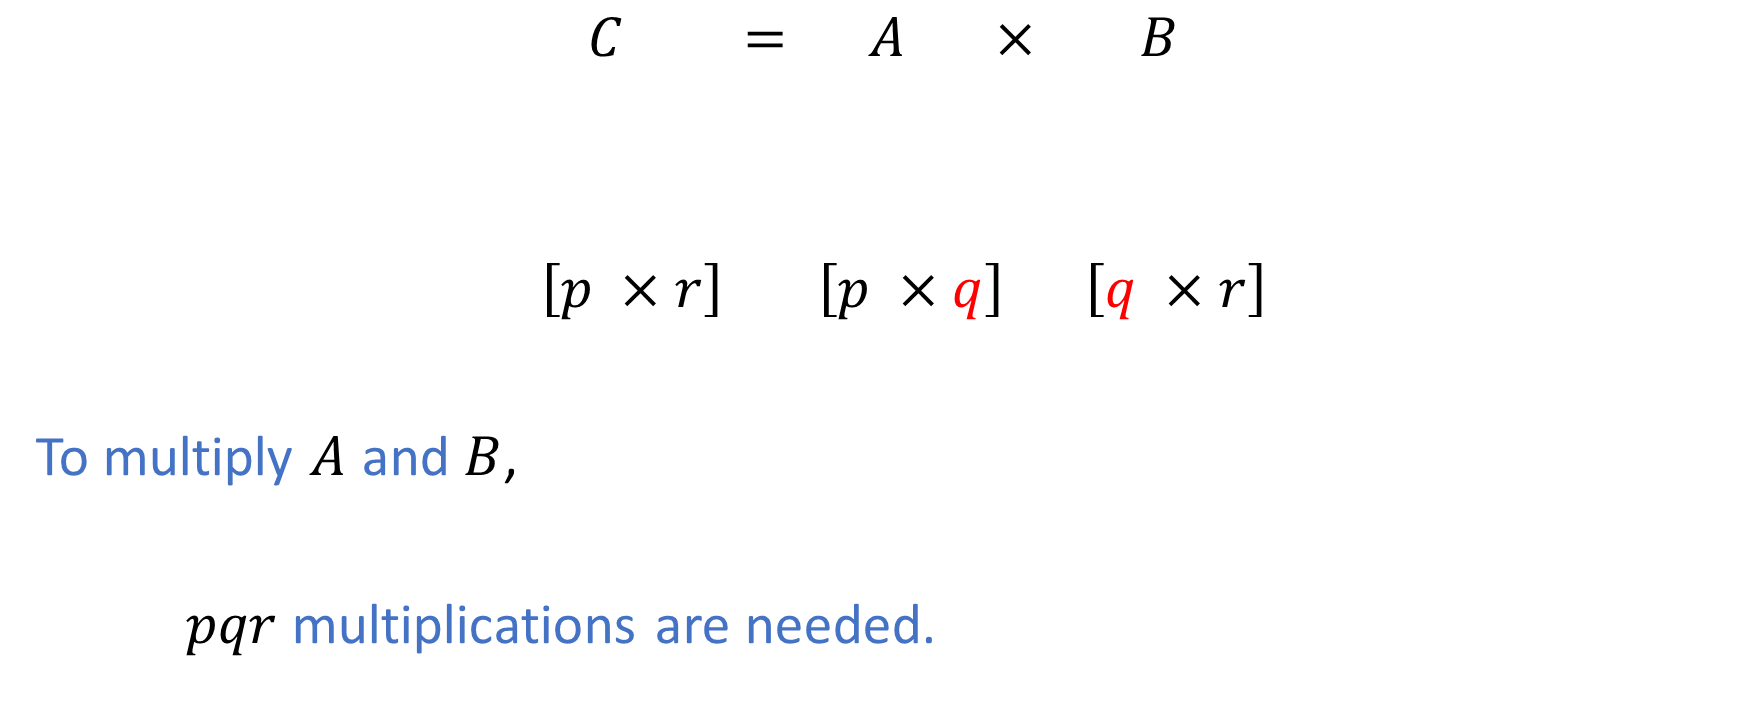 C = A × B
[p × r] [p × q] [q × r]
To multiply A and B,
pqr multiplications are needed.